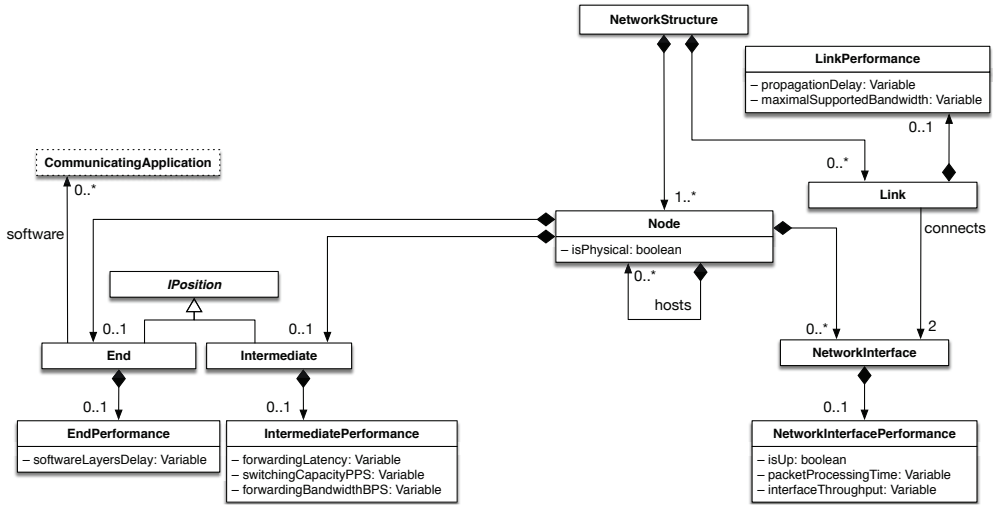 NetworkStructure
LinkPerformance
– propagationDelay: Variable
– maximalSupportedBandwidth: Variable
0..1
CommunicatingApplication
0..*
0..*
Link
software
1..*
Node
– isPhysical: boolean
connects
0..*
hosts
IPosition
0..1
0..1
0..*
2
End
Intermediate
NetworkInterface
0..1
0..1
0..1
EndPerformance
– softwareLayersDelay: Variable
IntermediatePerformance
– forwardingLatency: Variable
– switchingCapacityPPS: Variable
– forwardingBandwidthBPS: Variable
NetworkInterfacePerformance
– isUp: boolean
– packetProcessingTime: Variable
– interfaceThroughput: Variable